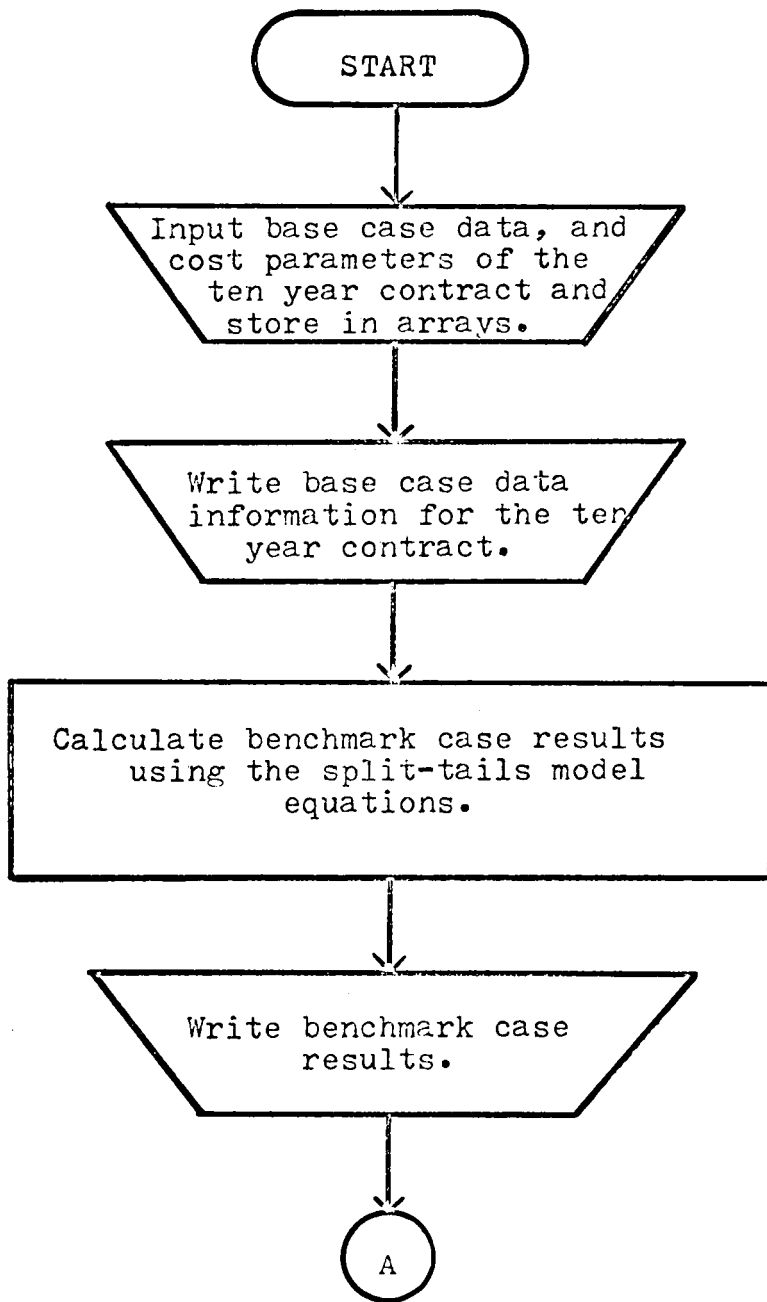 START
Input base case data, and
cost parameters of the
ten year contract and
store in arrays.
Write base case data
information for the ten
year contract.
Calculate benchmark case results
using the split-tails model
equations.
Write benchmark case
results.
A